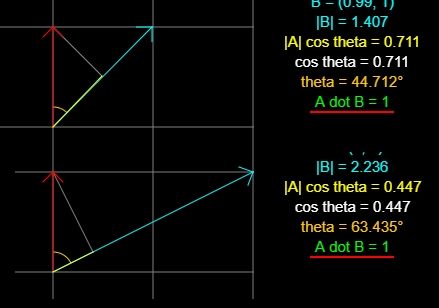 B = (0.99, 1)
|B| = 1.407
|A| cos theta = 0.711
cos theta = 0.711
theta = 44.712°
A dot B = 1
|B| = 2.236
|A| cos theta = 0.447
cos theta = 0.447
theta = 63.435°
A dot B = 1